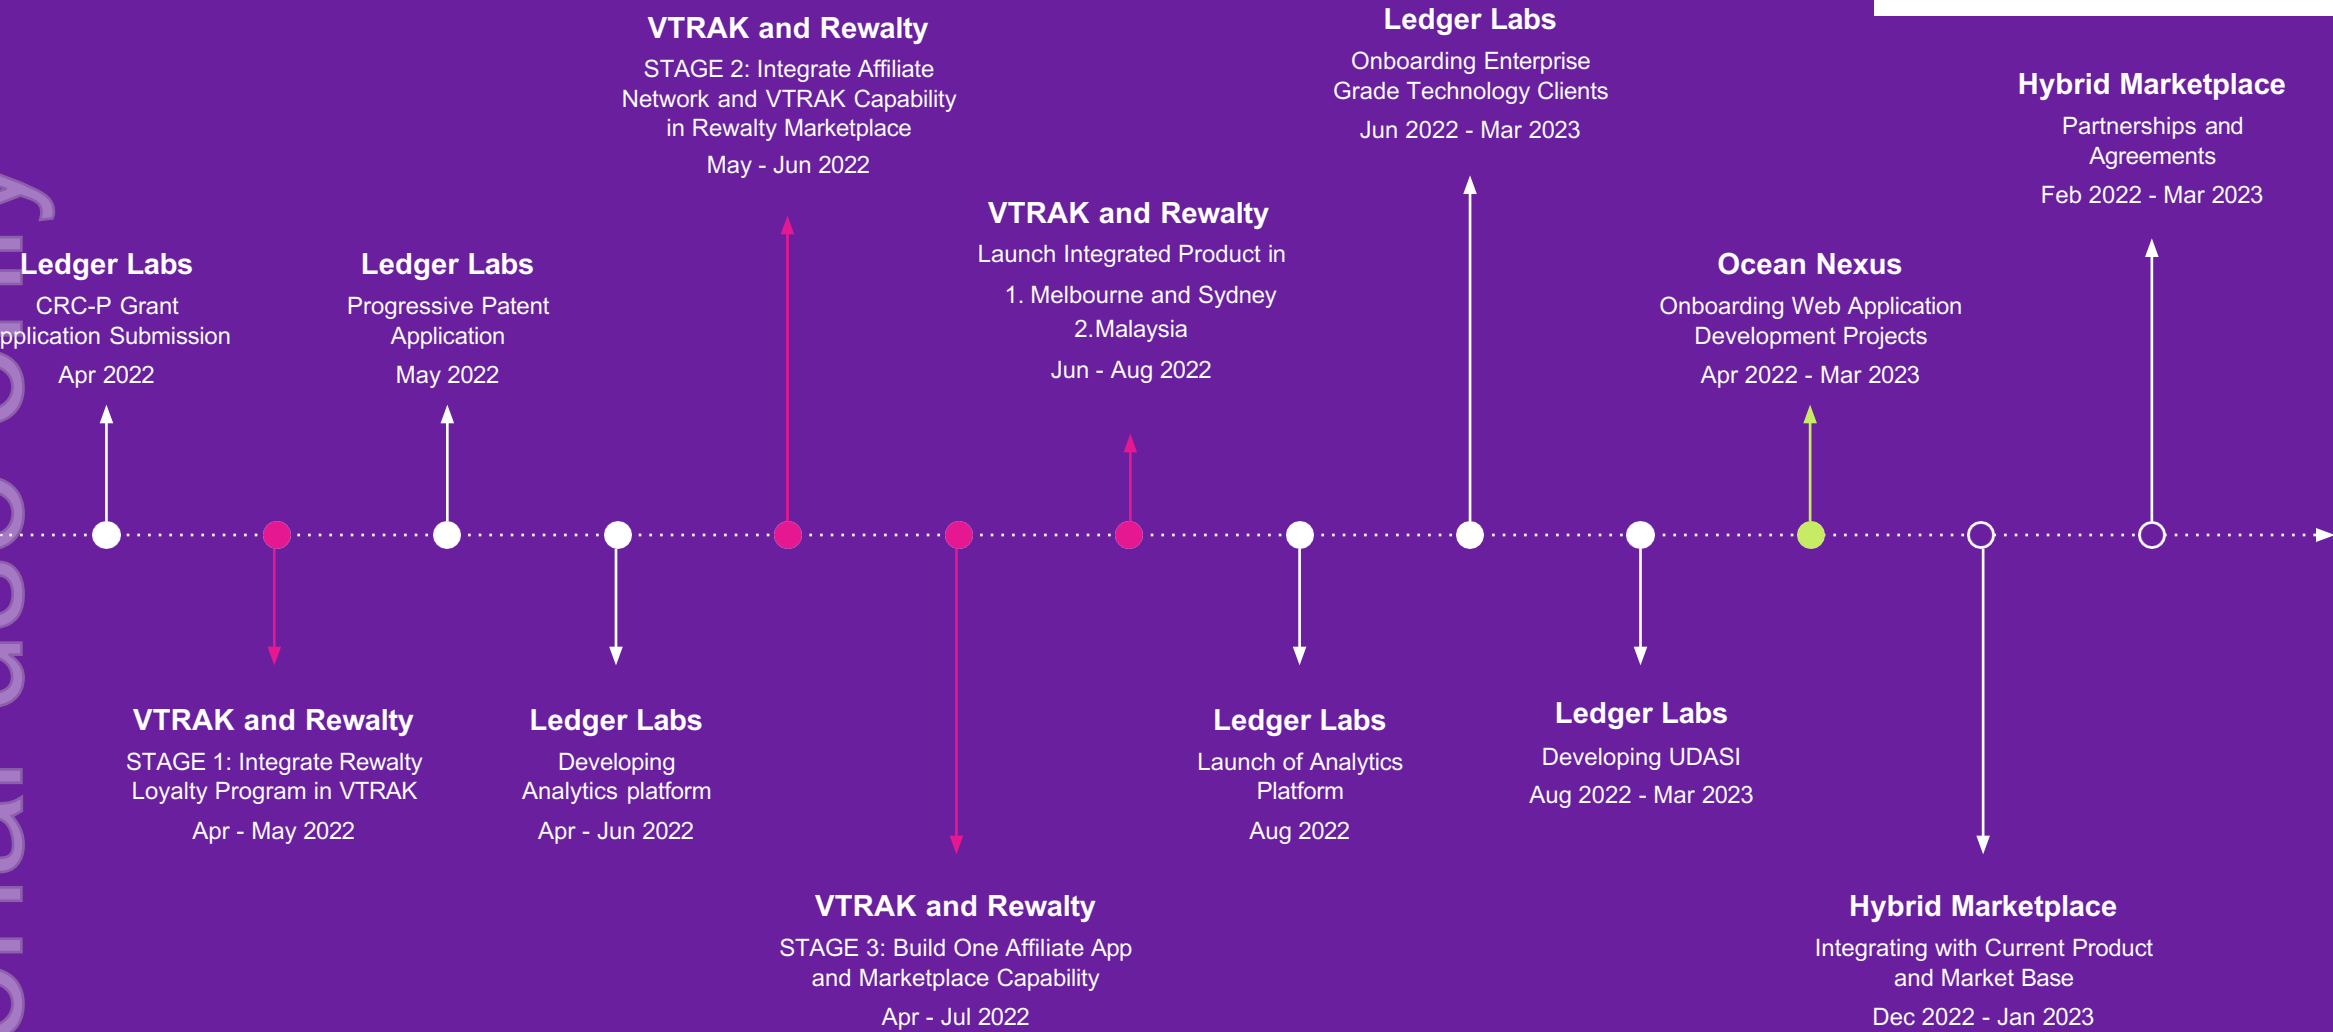 Ledger Labs
CRC-P Grant
pplication Submission
Apr 2022
VTRAK and Rewalty
STAGE 1: Integrate Rewalty
Loyalty Program in VTRAK
Apr - May 2022
Ledger Labs
Progressive Patent
Application
May 2022
Ledger Labs
Developing
Analytics platform
Apr - Jun 2022
VTRAK and Rewalty
STAGE 2: Integrate Affiliate
Network and VTRAK Capability
in Rewalty Marketplace
May - Jun 2022
VTRAK and Rewalty
STAGE 3: Build One Affiliate App
and Marketplace Capability
Apr - Jul 2022
VTRAK and Rewalty
Launch Integrated Product in
1. Melbourne and Sydney
2.Malaysia
Jun - Aug 2022
Ledger Labs
Launch of Analytics
Platform
Aug 2022
Ledger Labs
Onboarding Enterprise
Grade Technology Clients
Jun 2022 - Mar 2023
Ledger Labs
Developing UDASI
Aug 2022 - Mar 2023
Ocean Nexus
Onboarding Web Application
Development Projects
Apr 2022 - Mar 2023
Hybrid Marketplace
Integrating with Current Product
and Market Base
Dec 2022 - Jan 2023
Hybrid Marketplace
Partnerships and
Agreements
Feb 2022 - Mar 2023